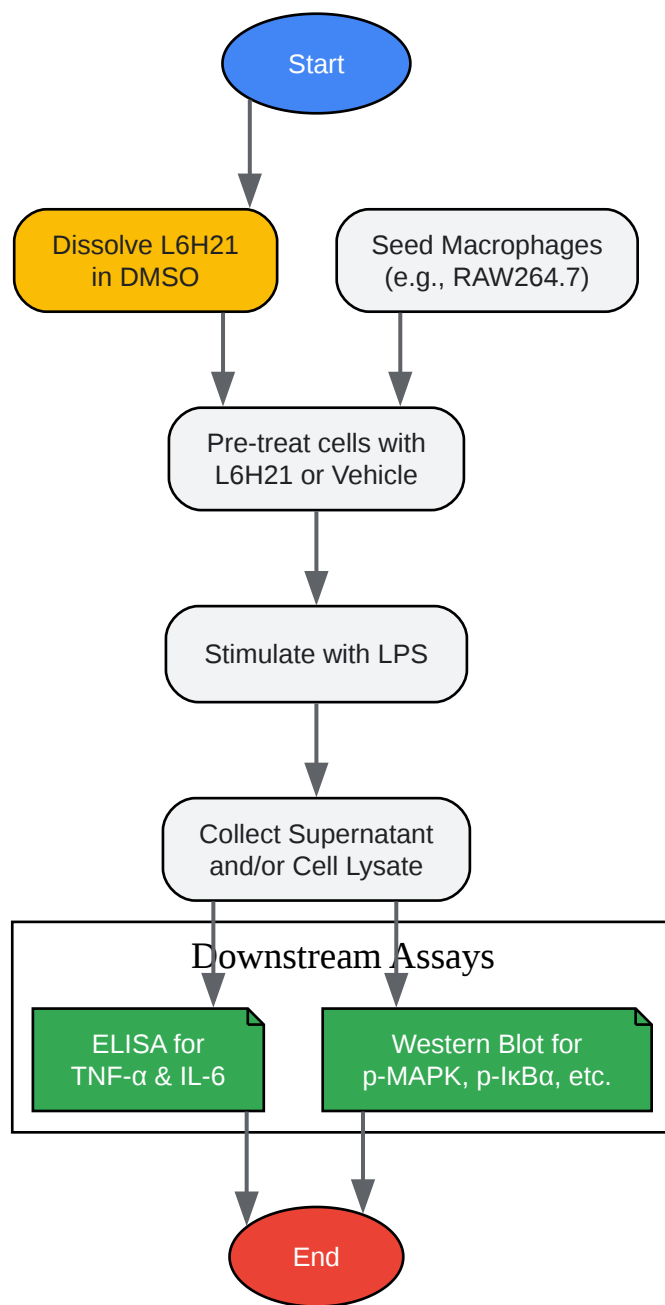 Start
Dissolve L6H21
in DMSO
Seed Macrophages
(e.g., RAW264.7)
Pre-treat cells with
L6H21 or Vehicle
Stimulate with LPS
Collect Supernatant
and/or Cell Lysate
Downstream Assays
ELISA for
TNF-α & IL-6
Western Blot for
p-MAPK, p-IκBα, etc.
End